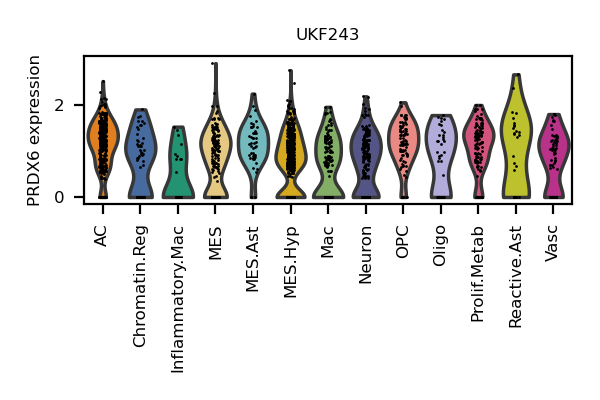 UKF243
PRDX6 expression
2
0
AC
Chromatin.Reg
Inflammatory.Mac
MES
MES.Ast
MES.Hyp
Mac
Neuron
OPC
Oligo
Prolif.Metab
Reactive.Ast
Vasc